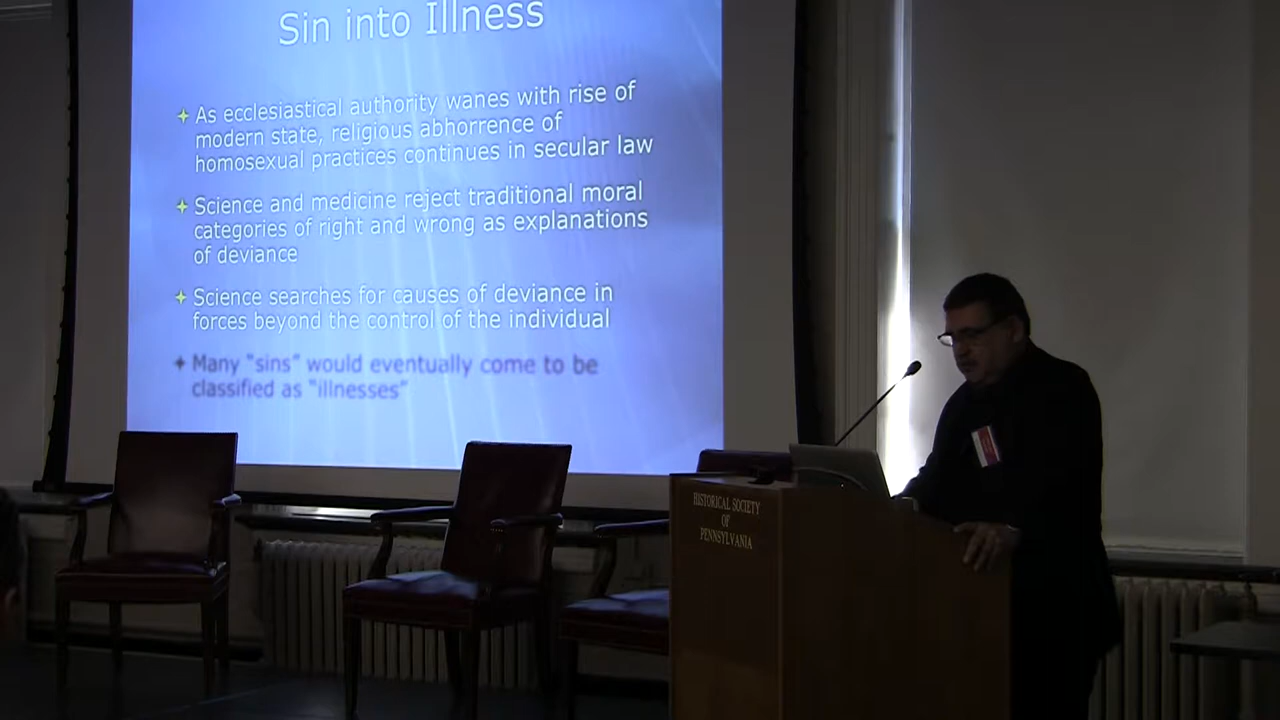 Sin into Illness
As ecclesiastical authority wanes with rise of
modern state, religious abhorrence of
homosexual practices continues in secular law
Science and medicine reject traditional moral
categories of right and wrong as explanations
of deviance
Science searches for causes of deviance in
forces beyond the control of the individual
Many “sins” would eventually come to be
classified as “illnesses”
HISTORICAL SOCIETY
OF
PENNSYLVANIA